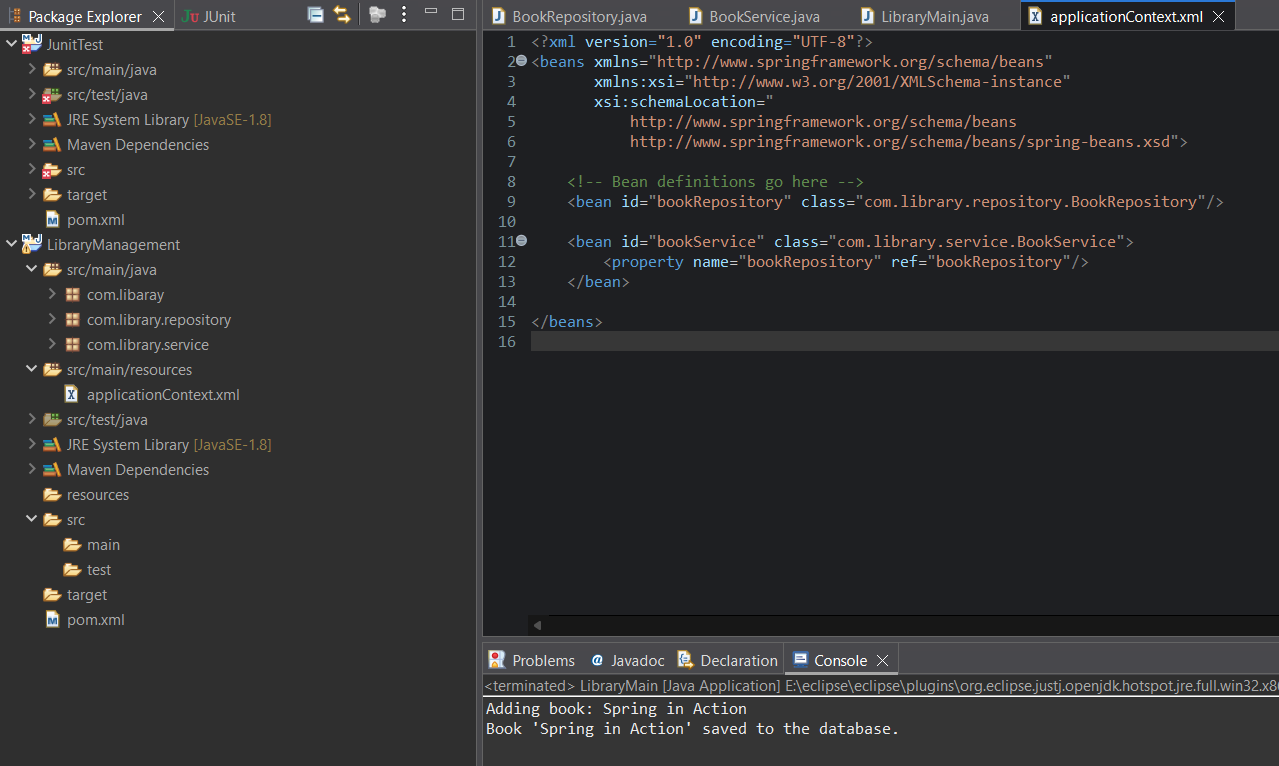 Package Explorer
JUnit
JunitTest
src/main/java
src/test/java
JRE System Library [JavaSE-1.8]
Maven Dependencies
src
target
pom.xml
LibraryManagement
src/main/java
com.libaray
com.library.repository
com.library.service
src/main/resources
applicationContext.xml
src/test/java
JRE System Library [JavaSE-1.8]
Maven Dependencies
resources
src
main
test
target
pom.xml
BookRepository.java
BookService.java
LibraryMain.java
applicationContext.xml
1 <?xml version="1.0" encoding="UTF-8"?>
2 <beans xmlns="http://www.springframework.org/schema/beans"
3 xmlns:xsi="http://www.w3.org/2001/XMLSchema-instance"
4 xsi:schemaLocation="
5 http://www.springframework.org/schema/beans
6 http://www.springframework.org/schema/beans/spring-beans.xsd">
7
8 <!-- Bean definitions go here -->
9 <bean id="bookRepository" class="com.library.repository.BookRepository"/>
10
11 <bean id="bookService" class="com.library.service.BookService">
12 <property name="bookRepository" ref="bookRepository"/>
13 </bean>
14
15 </beans>
16
Problems
Javadoc
Declaration
Console
<terminated> LibraryMain [Java Application] E:\eclipse\eclipse\plugins\org.eclipse.justj.openjdk.hotspot.jre.full.win32.x8
Adding book: Spring in Action
Book 'Spring in Action' saved to the database.